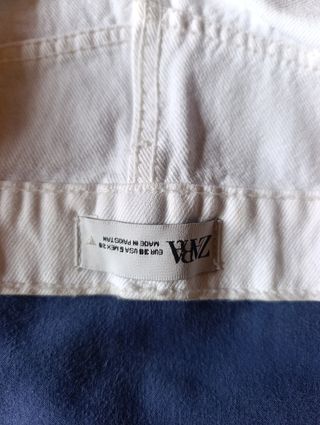 ZARA
EUR 38 USA 6 MEX 28
MADE IN PAKISTAN